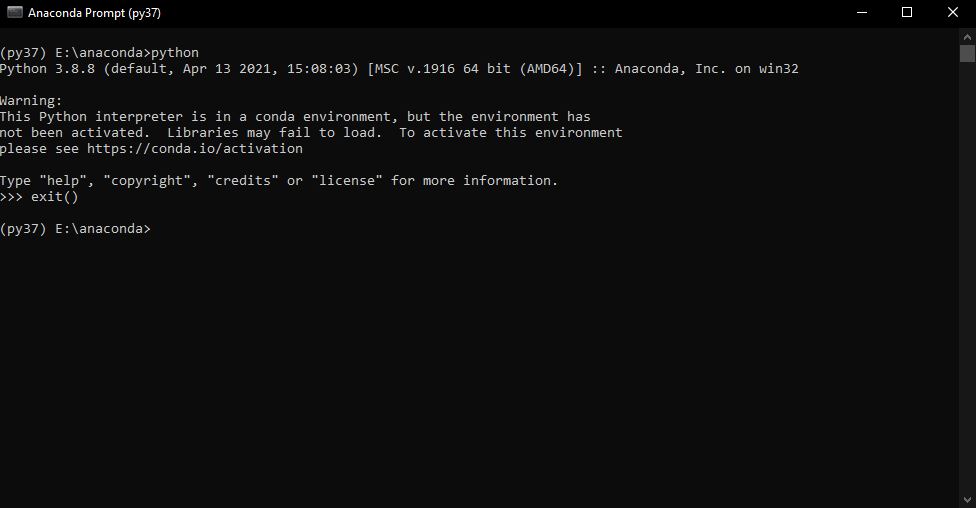 Anaconda Prompt (py37)
(py37) E:\anaconda>python
Python 3.8.8 (default, Apr 13 2021, 15:08:03) [MSC v.1916 64 bit (AMD64)] :: Anaconda, Inc. on win32
Warning:
This Python interpreter is in a conda environment, but the environment has
not been activated.  Libraries may fail to load.  To activate this environment
please see https://conda.io/activation
Type "help", "copyright", "credits" or "license" for more information.
>>> exit()
(py37) E:\anaconda>